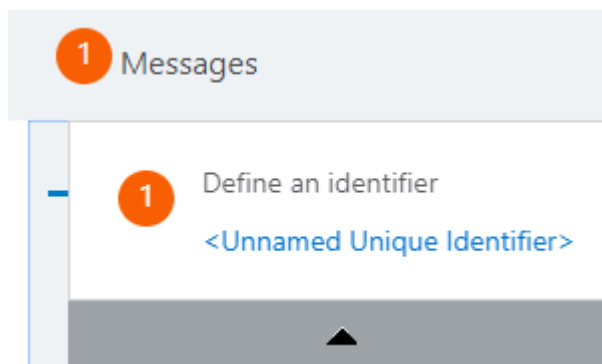 1 Messages
1 Define an identifier
<Unnamed Unique Identifier>